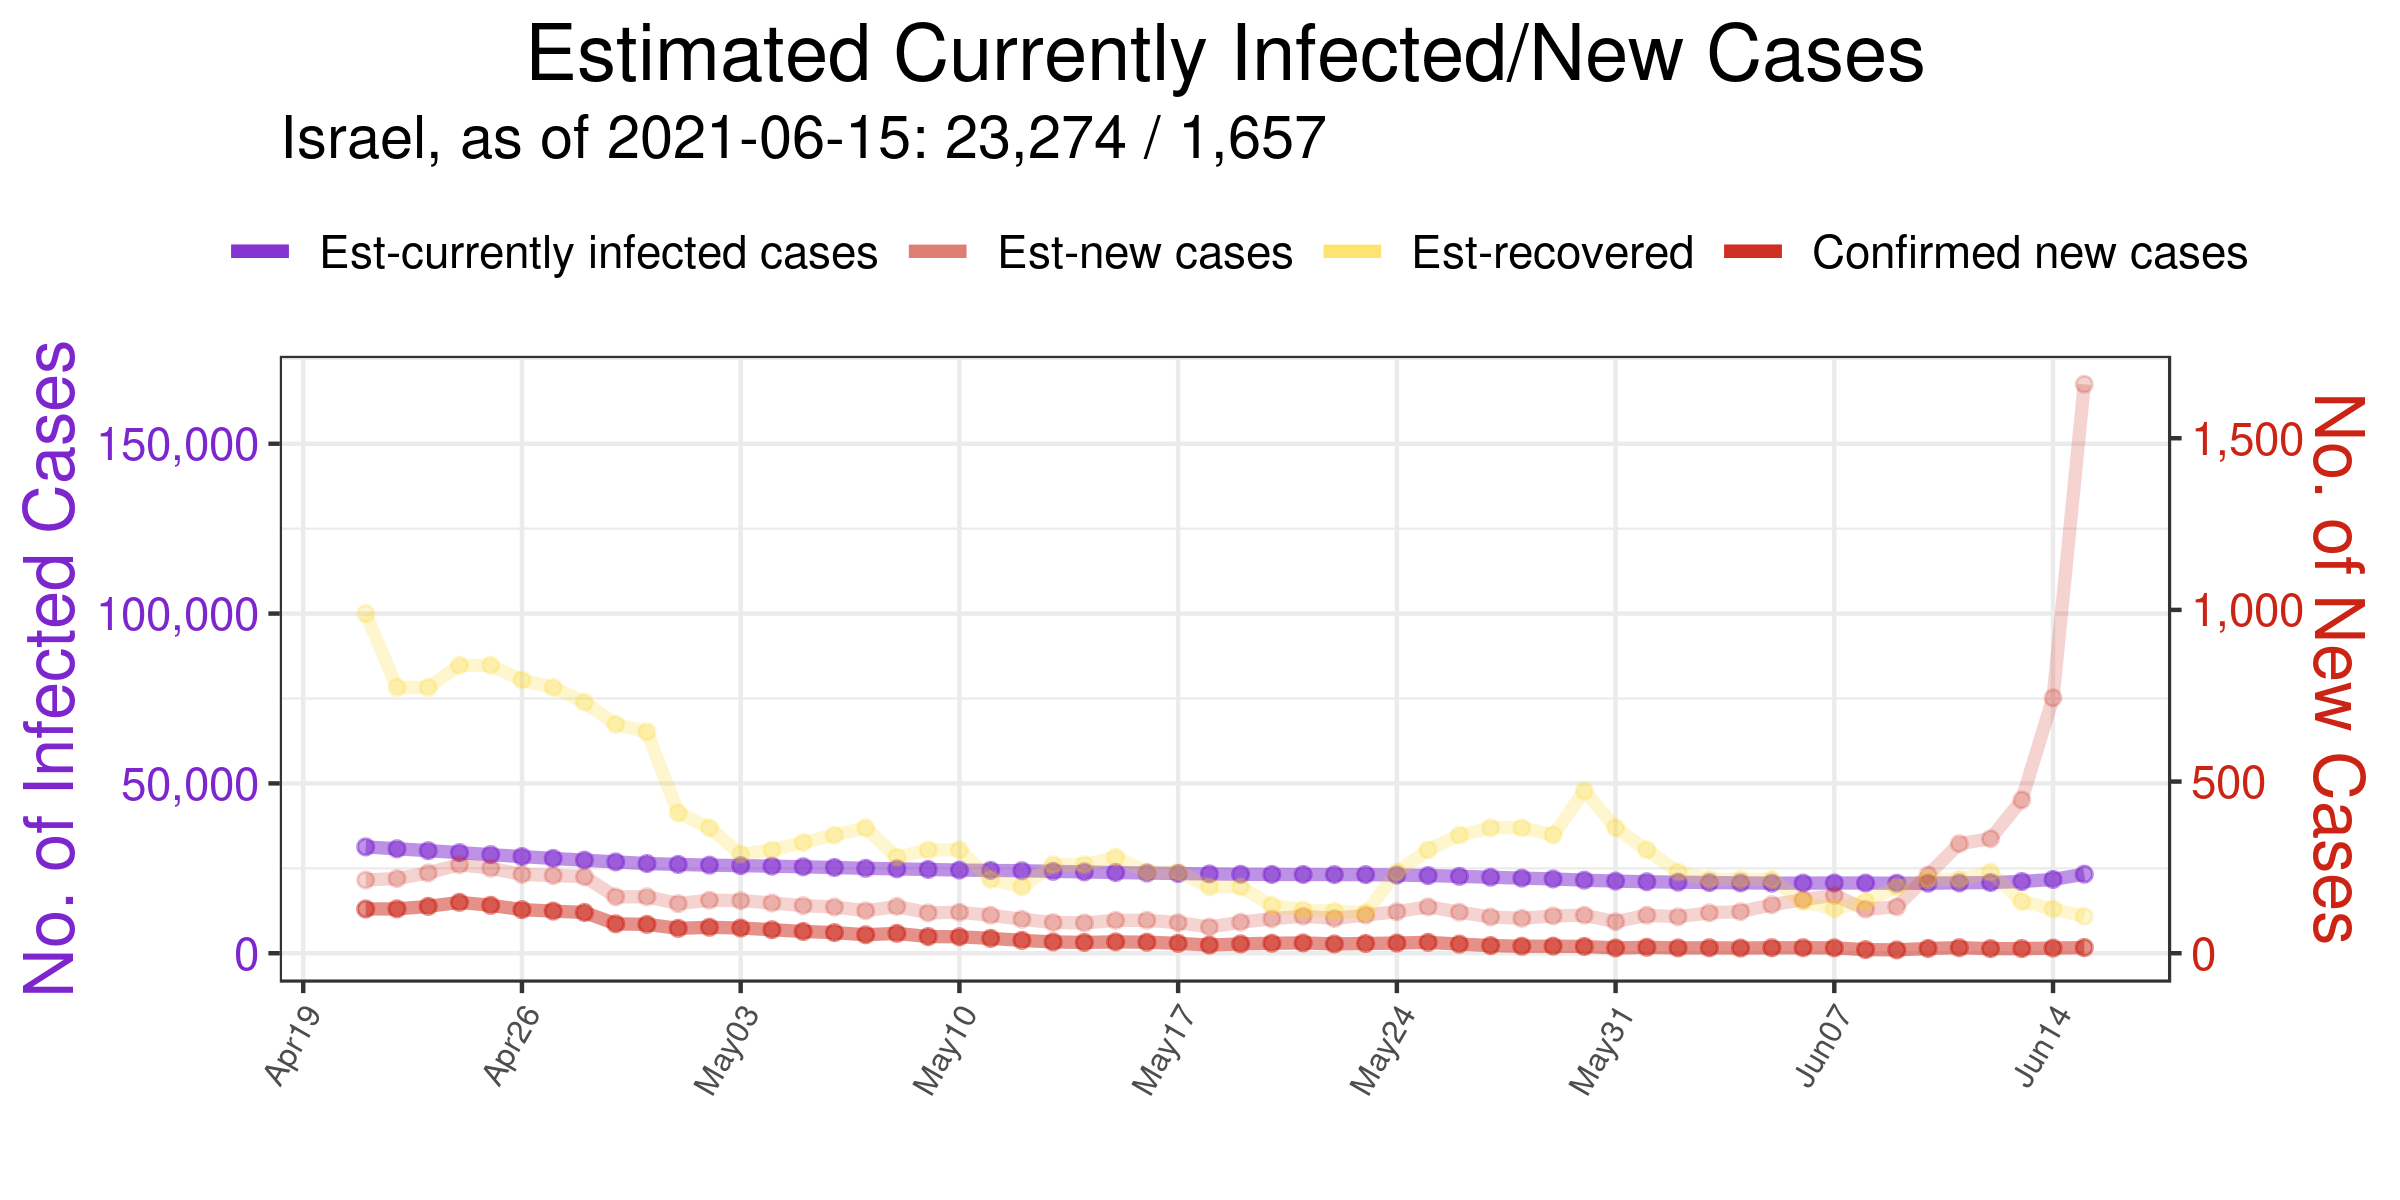 Estimated Currently Infected/New Cases
Israel, as of 2021-06-15: 23,274 / 1,657
Est-currently infected cases Est-new cases Est-recovered Confirmed new cases
No. of Infected Cases
150,000
100,000
50,000
0
1,500
1,000
500
0
No. of New Cases
Apr19 Apr26 May03 May10 May17 May24 May31 Jun07 Jun14